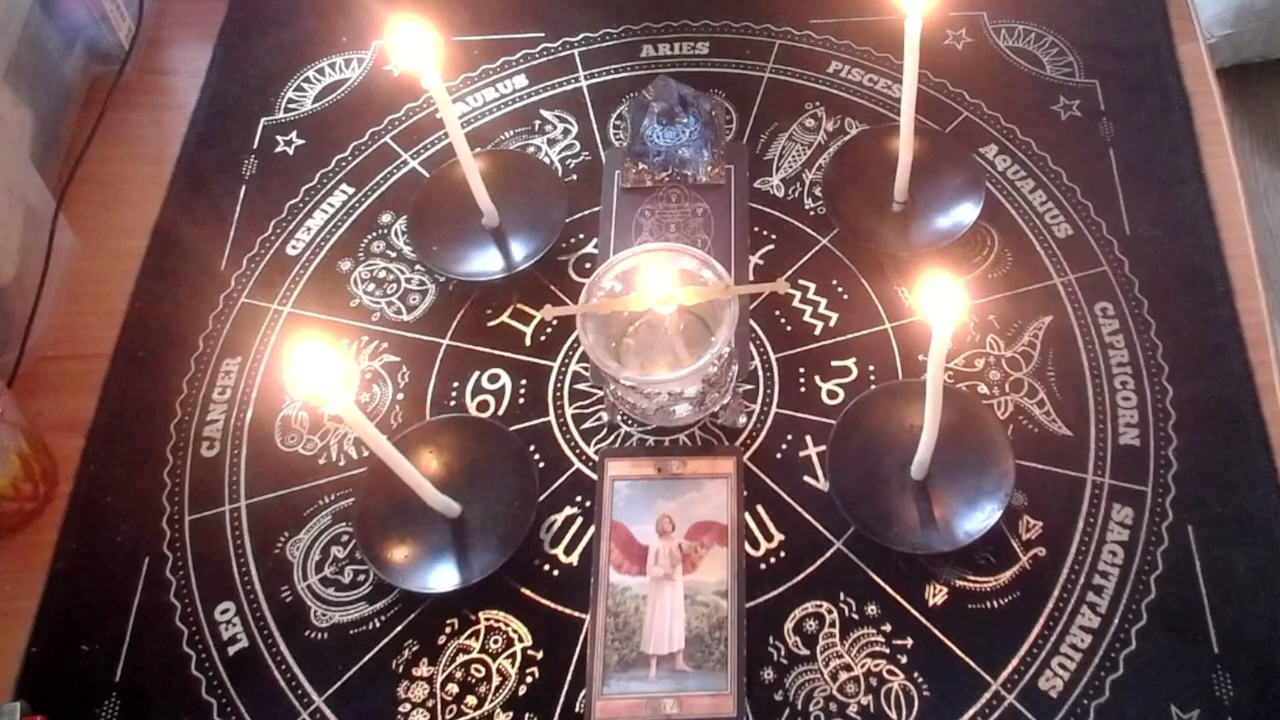 ARIES
TAURUS
PISCES
GEMINI
AQUARIUS
CANCER
CAPRICORN
LEO
SAGITTARIUS